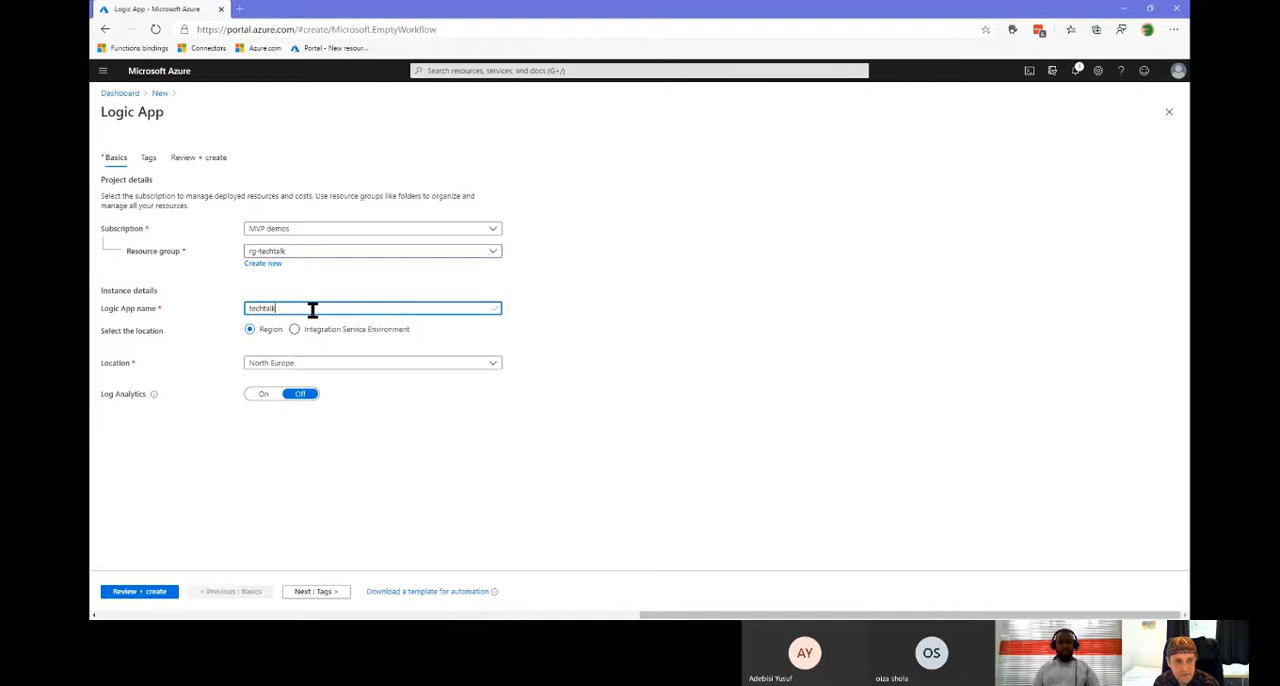 Logic App - Microsoft Azure
https://portal.azure.com/#create/Microsoft.EmptyWorkflow
Functions bindings
Connectors
Azure.com
Portal - New resour...
Microsoft Azure
Search resources, services, and docs (G+/)
1
Dashboard > New >
Logic App
* Basics
Tags
Review + create
Project details
Select the subscription to manage deployed resources and costs. Use resource groups like folders to organize and
manage all your resources.
Subscription *
MVP demos
Resource group *
rg-techtalk
Create new
Instance details
Logic App name *
techtalk
Select the location
Region
Integration Service Environment
Location *
North Europe
Log Analytics
On
Off
Review + create
< Previous : Basics
Next : Tags >
Download a template for automation
AY
OS
Adebisi Yusuf
oiza shola